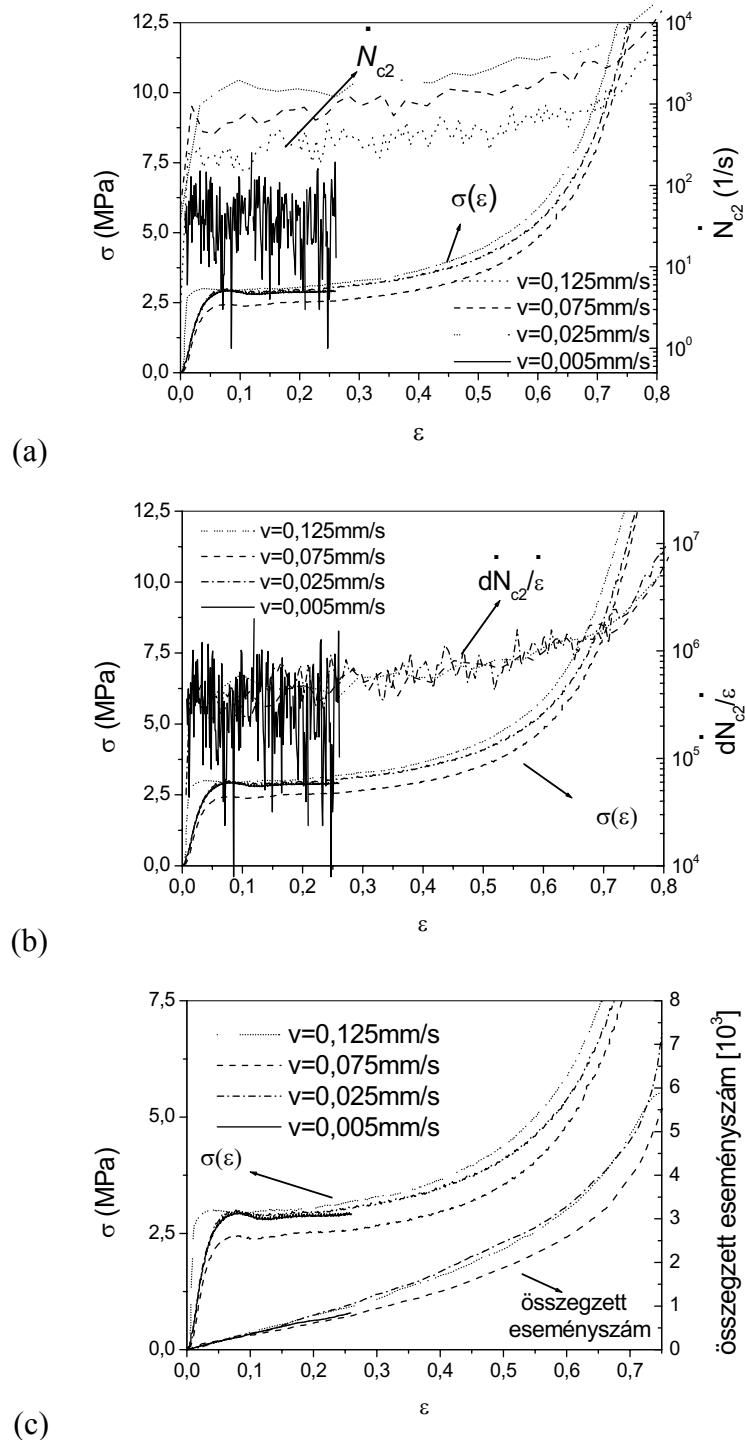 12,5
10,0
7,5
5,0
2,5
0,0
σ (MPa)
0,0 0,1 0,2 0,3 0,4 0,5 0,6 0,7 0,8
ε
Ṅc2
σ(ε)
v=0,125mm/s
v=0,075mm/s
v=0,025mm/s
v=0,005mm/s
10⁴
10³
10²
10¹
10⁰
Ṅc2 (1/s)
(a)
12,5
10,0
7,5
5,0
2,5
0,0
σ (MPa)
0,0 0,1 0,2 0,3 0,4 0,5 0,6 0,7 0,8
ε
v=0,125mm/s
v=0,075mm/s
v=0,025mm/s
v=0,005mm/s
dṄc2/ε̇
σ(ε)
10⁷
10⁶
10⁵
10⁴
dṄc2/ε̇
(b)
7,5
5,0
2,5
0,0
σ (MPa)
0,0 0,1 0,2 0,3 0,4 0,5 0,6 0,7
ε
v=0,125mm/s
v=0,075mm/s
v=0,025mm/s
v=0,005mm/s
σ(ε)
összegzett
eseményszám
8
7
6
5
4
3
2
1
0
összegzett eseményszám [10³]
(c)